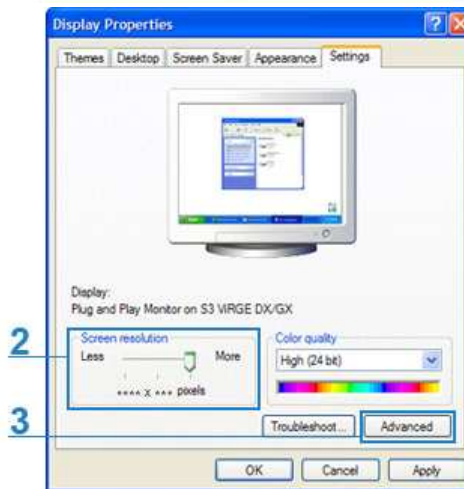 Display Properties
Themes Desktop Screen Saver Appearance Settings
Display:
Plug and Play Monitor on S3 ViRGE DX/GX
2
Screen resolution
Less More
**** x *** pixels
Color quality
High (24 bit)
3
Troubleshoot... Advanced
OK Cancel Apply